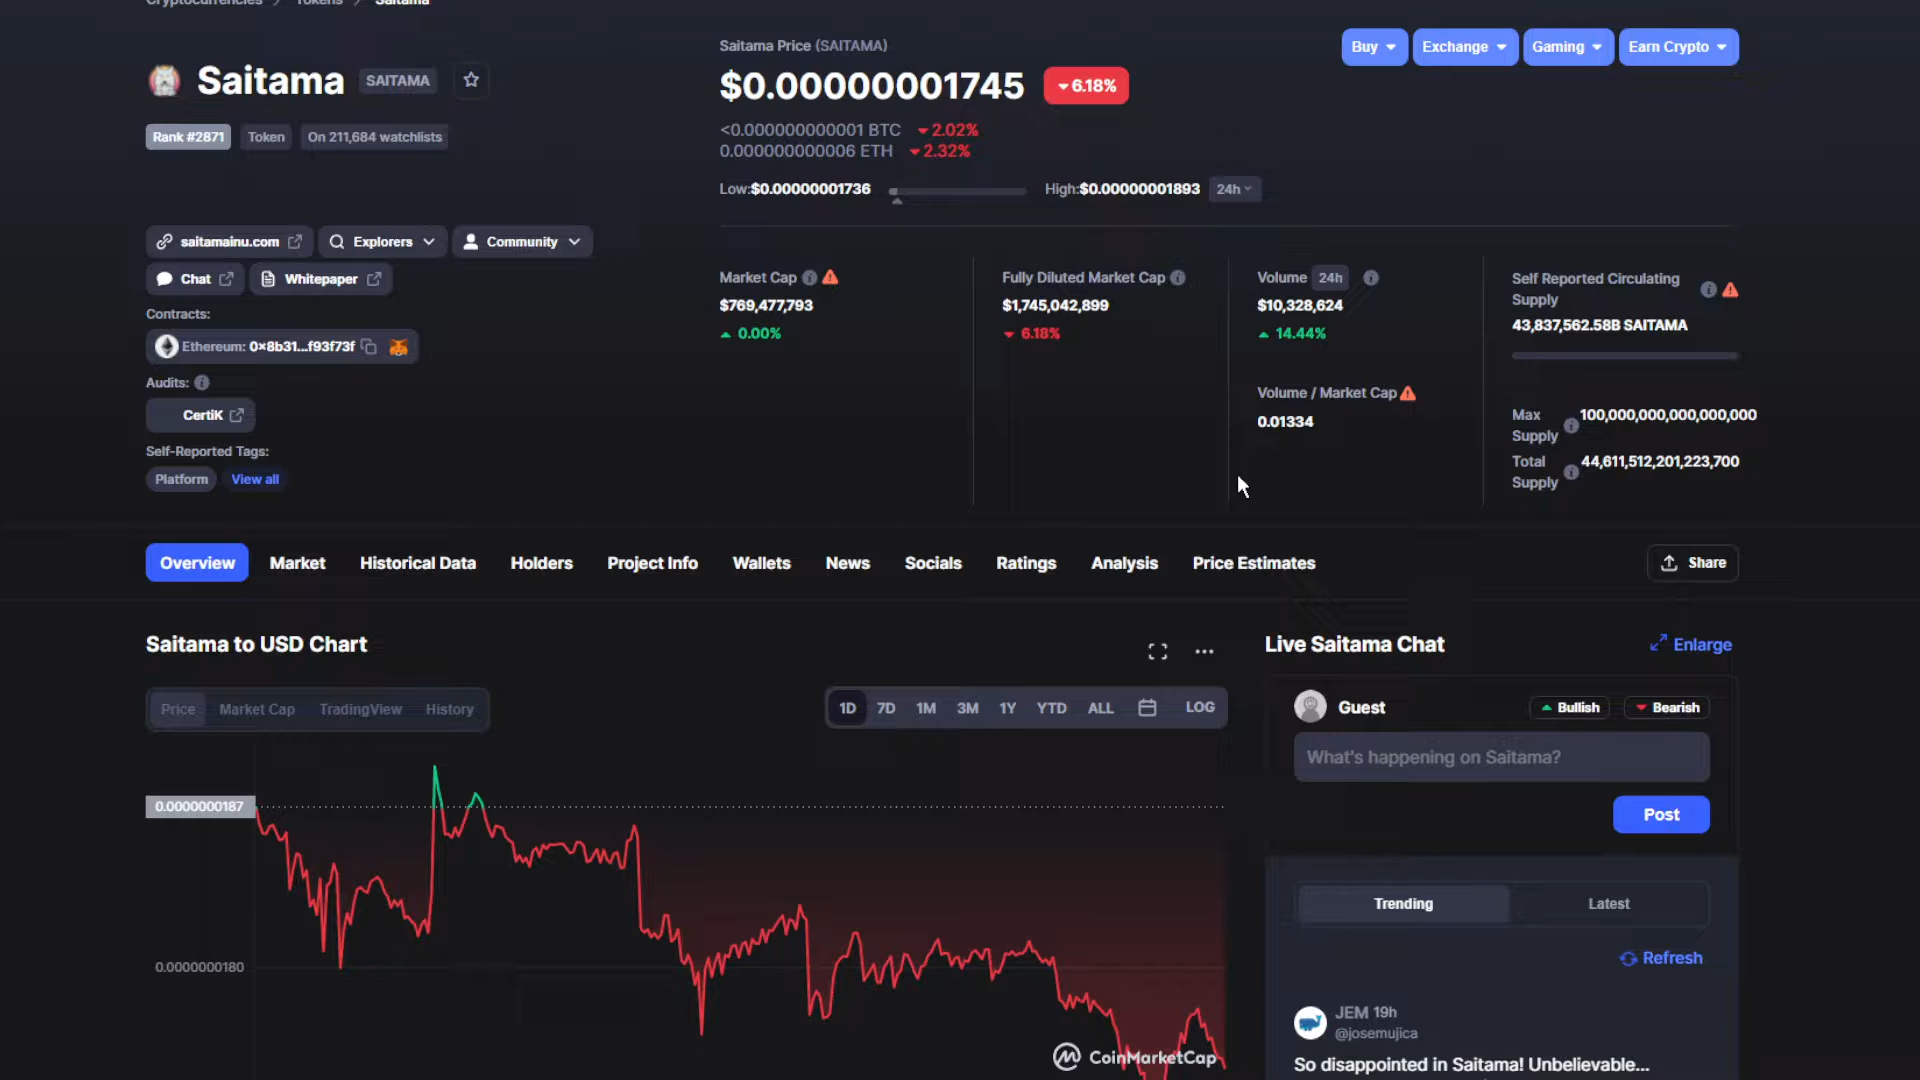 Cryptocurrencies > Tokens > Saitama
Saitama SAITAMA
Rank #2871 Token On 211,684 watchlists
saitamainu.com Explorers Community
Chat Whitepaper
Contracts:
Ethereum: 0x8b31...f93f73f
Audits:
CertiK
Self-Reported Tags:
Platform View all
Saitama Price (SAITAMA)
$0.00000001745 6.18%
<0.000000000001 BTC 2.02%
0.000000000006 ETH 2.32%
Low:$0.00000001736 High:$0.00000001893 24h
Buy Exchange Gaming Earn Crypto
Market Cap
$769,477,793
0.00%
Fully Diluted Market Cap
$1,745,042,899
6.18%
Volume 24h
$10,328,624
14.44%
Volume / Market Cap
0.01334
Self Reported Circulating
Supply
43,837,562.58B SAITAMA
Max
Supply
100,000,000,000,000,000
Total
Supply
44,611,512,201,223,700
Overview Market Historical Data Holders Project Info Wallets News Socials Ratings Analysis Price Estimates Share
Saitama to USD Chart
Price Market Cap TradingView History
1D 7D 1M 3M 1Y YTD ALL LOG
0.0000000187
0.0000000180
CoinMarketCap
Live Saitama Chat Enlarge
Guest Bullish Bearish
What's happening on Saitama?
Post
Trending Latest
Refresh
JEM 19h
@josemujica
So disappointed in Saitama! Unbelievable...